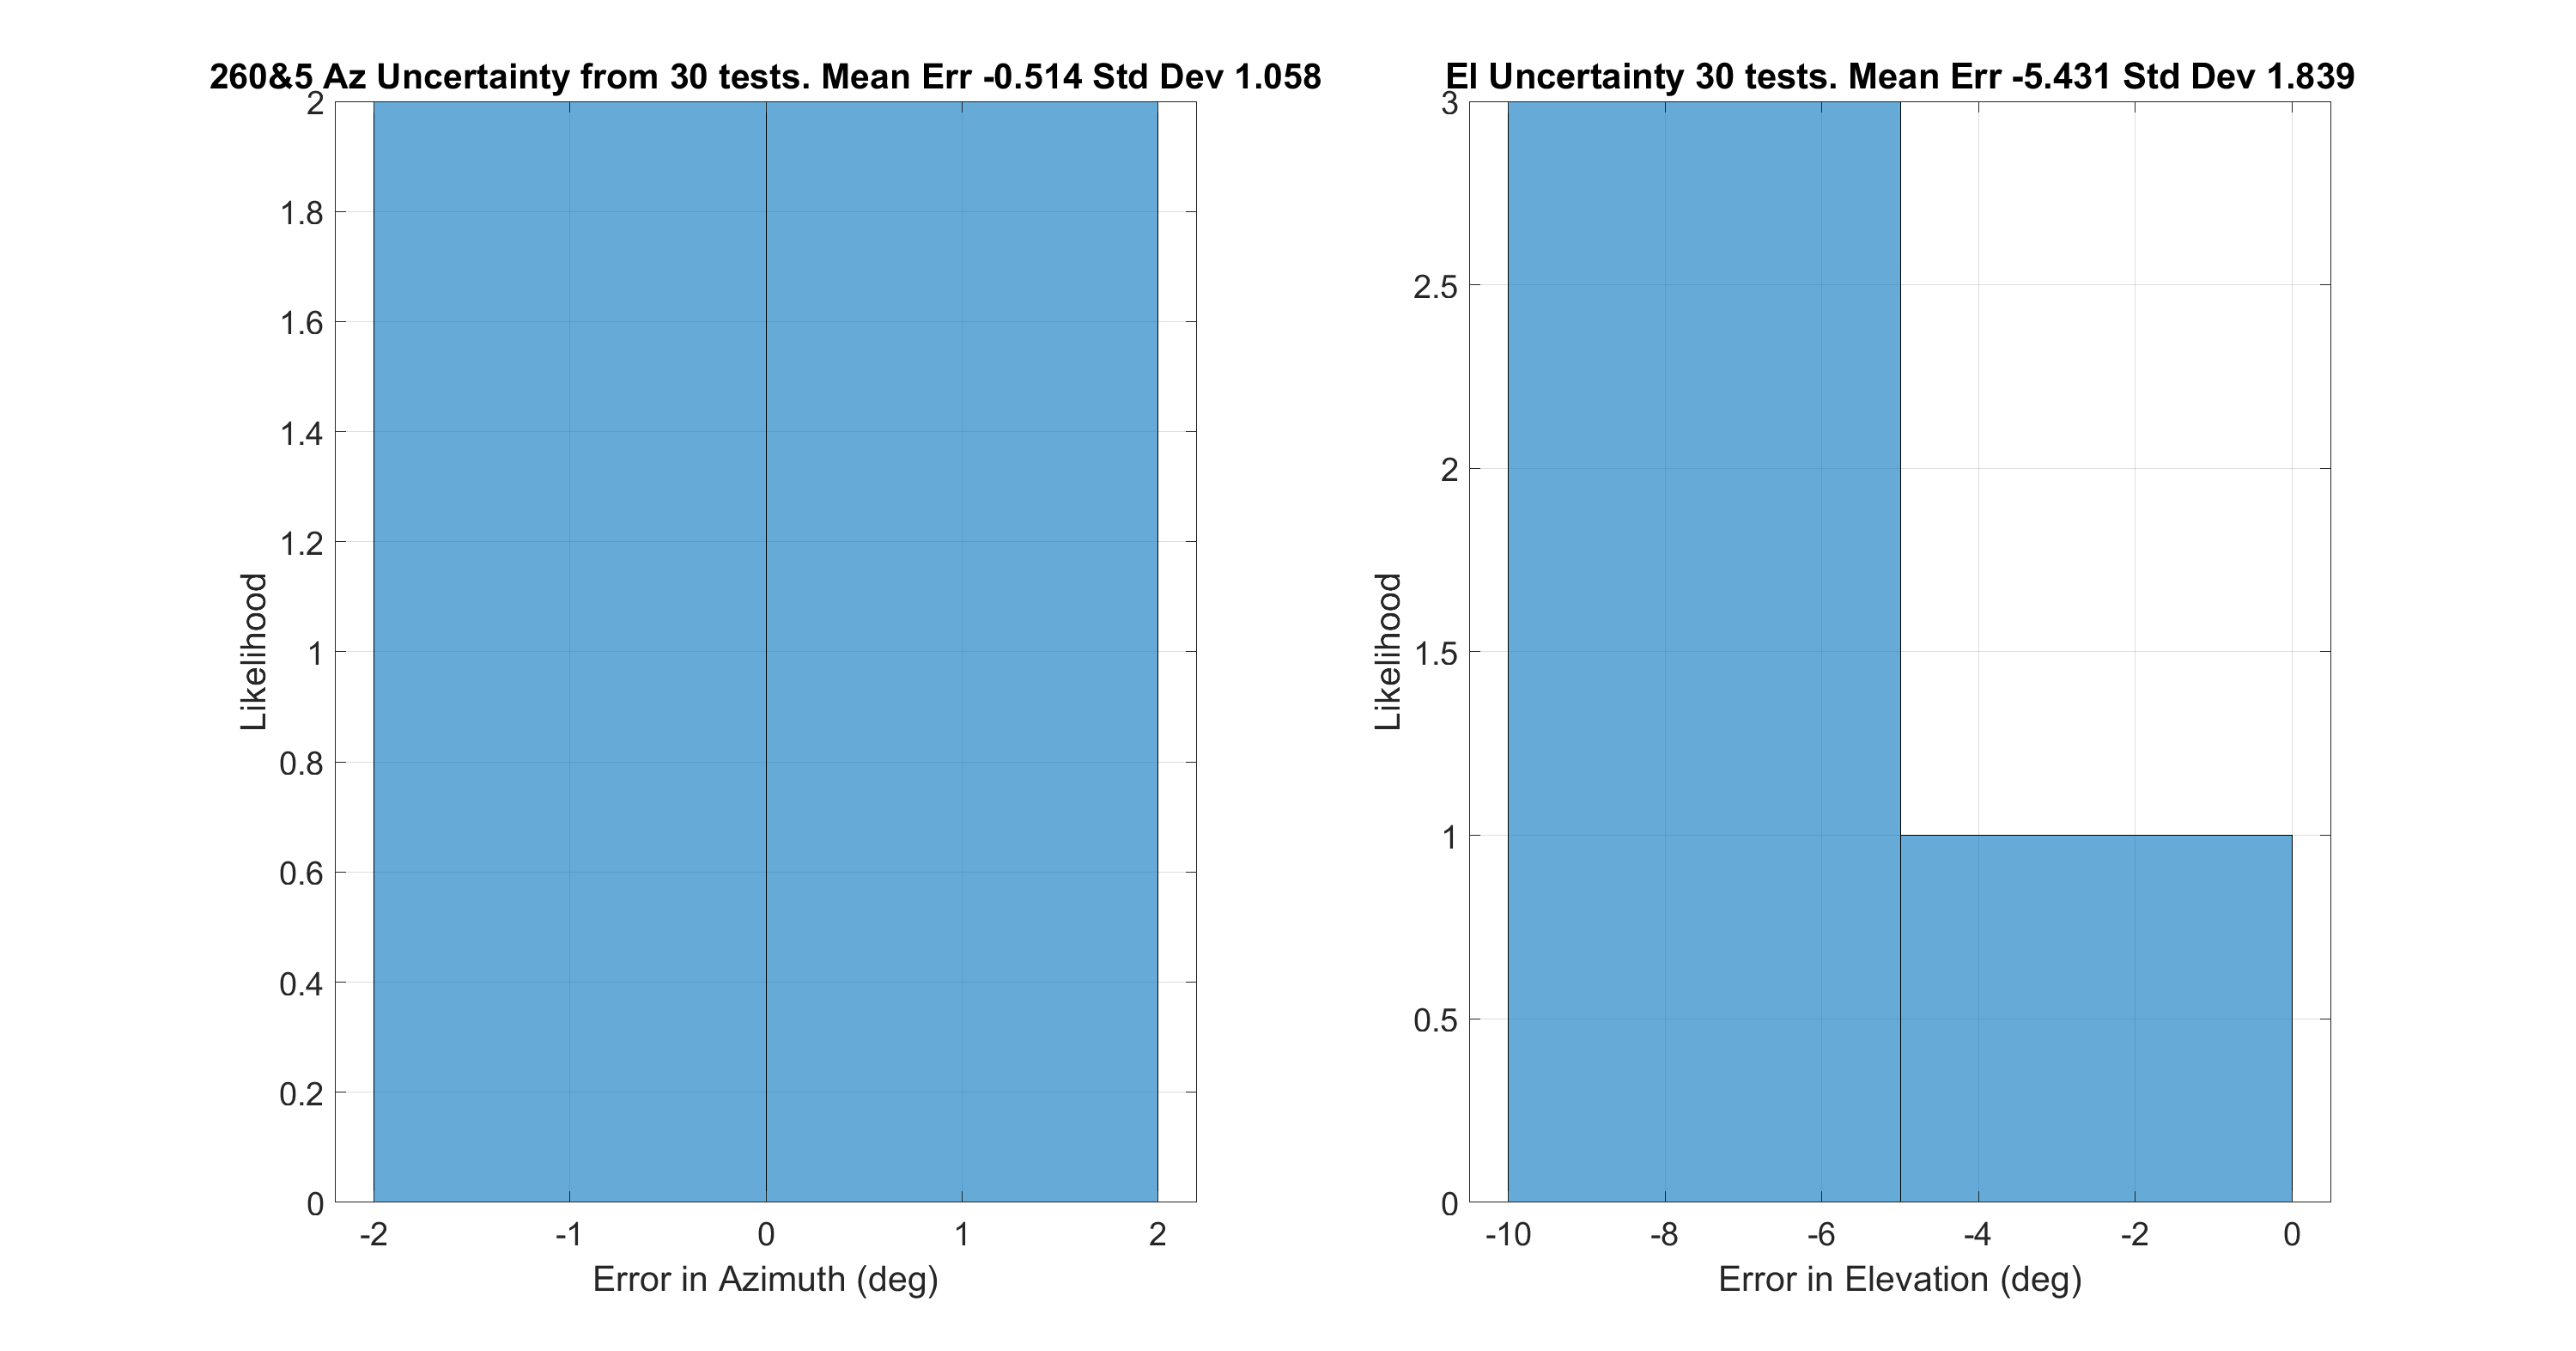 260&5 Az Uncertainty from 30 tests. Mean Err -0.514 Std Dev 1.058
2
1.8
1.6
1.4
1.2
1
0.8
0.6
0.4
0.2
0
Likelihood
-2 -1 0 1 2
Error in Azimuth (deg)
El Uncertainty 30 tests. Mean Err -5.431 Std Dev 1.839
3
2.5
2
1.5
1
0.5
0
Likelihood
-10 -8 -6 -4 -2 0
Error in Elevation (deg)